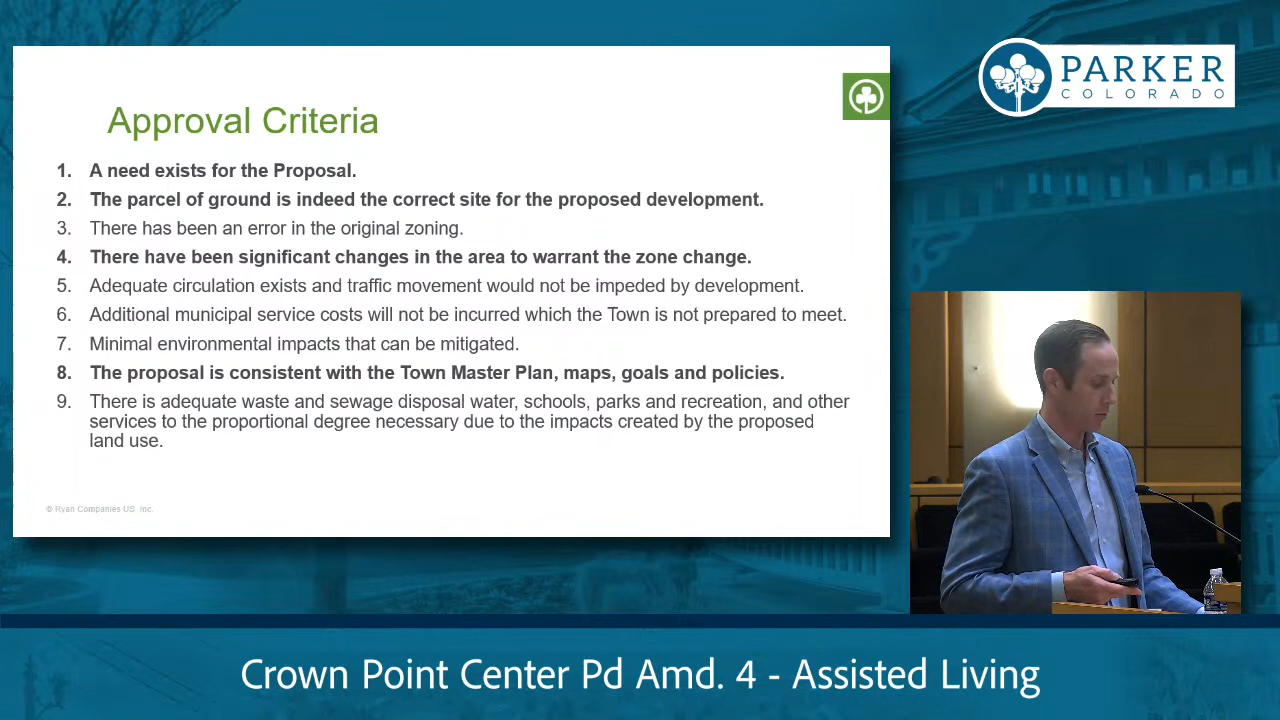 PARKER
COLORADO
Approval Criteria
1. A need exists for the Proposal.
2. The parcel of ground is indeed the correct site for the proposed development.
3. There has been an error in the original zoning.
4. There have been significant changes in the area to warrant the zone change.
5. Adequate circulation exists and traffic movement would not be impeded by development.
6. Additional municipal service costs will not be incurred which the Town is not prepared to meet.
7. Minimal environmental impacts that can be mitigated.
8. The proposal is consistent with the Town Master Plan, maps, goals and policies.
9. There is adequate waste and sewage disposal water, schools, parks and recreation, and other
services to the proportional degree necessary due to the impacts created by the proposed
land use.
© Ryan Companies US Inc.
Crown Point Center Pd Amd. 4 - Assisted Living